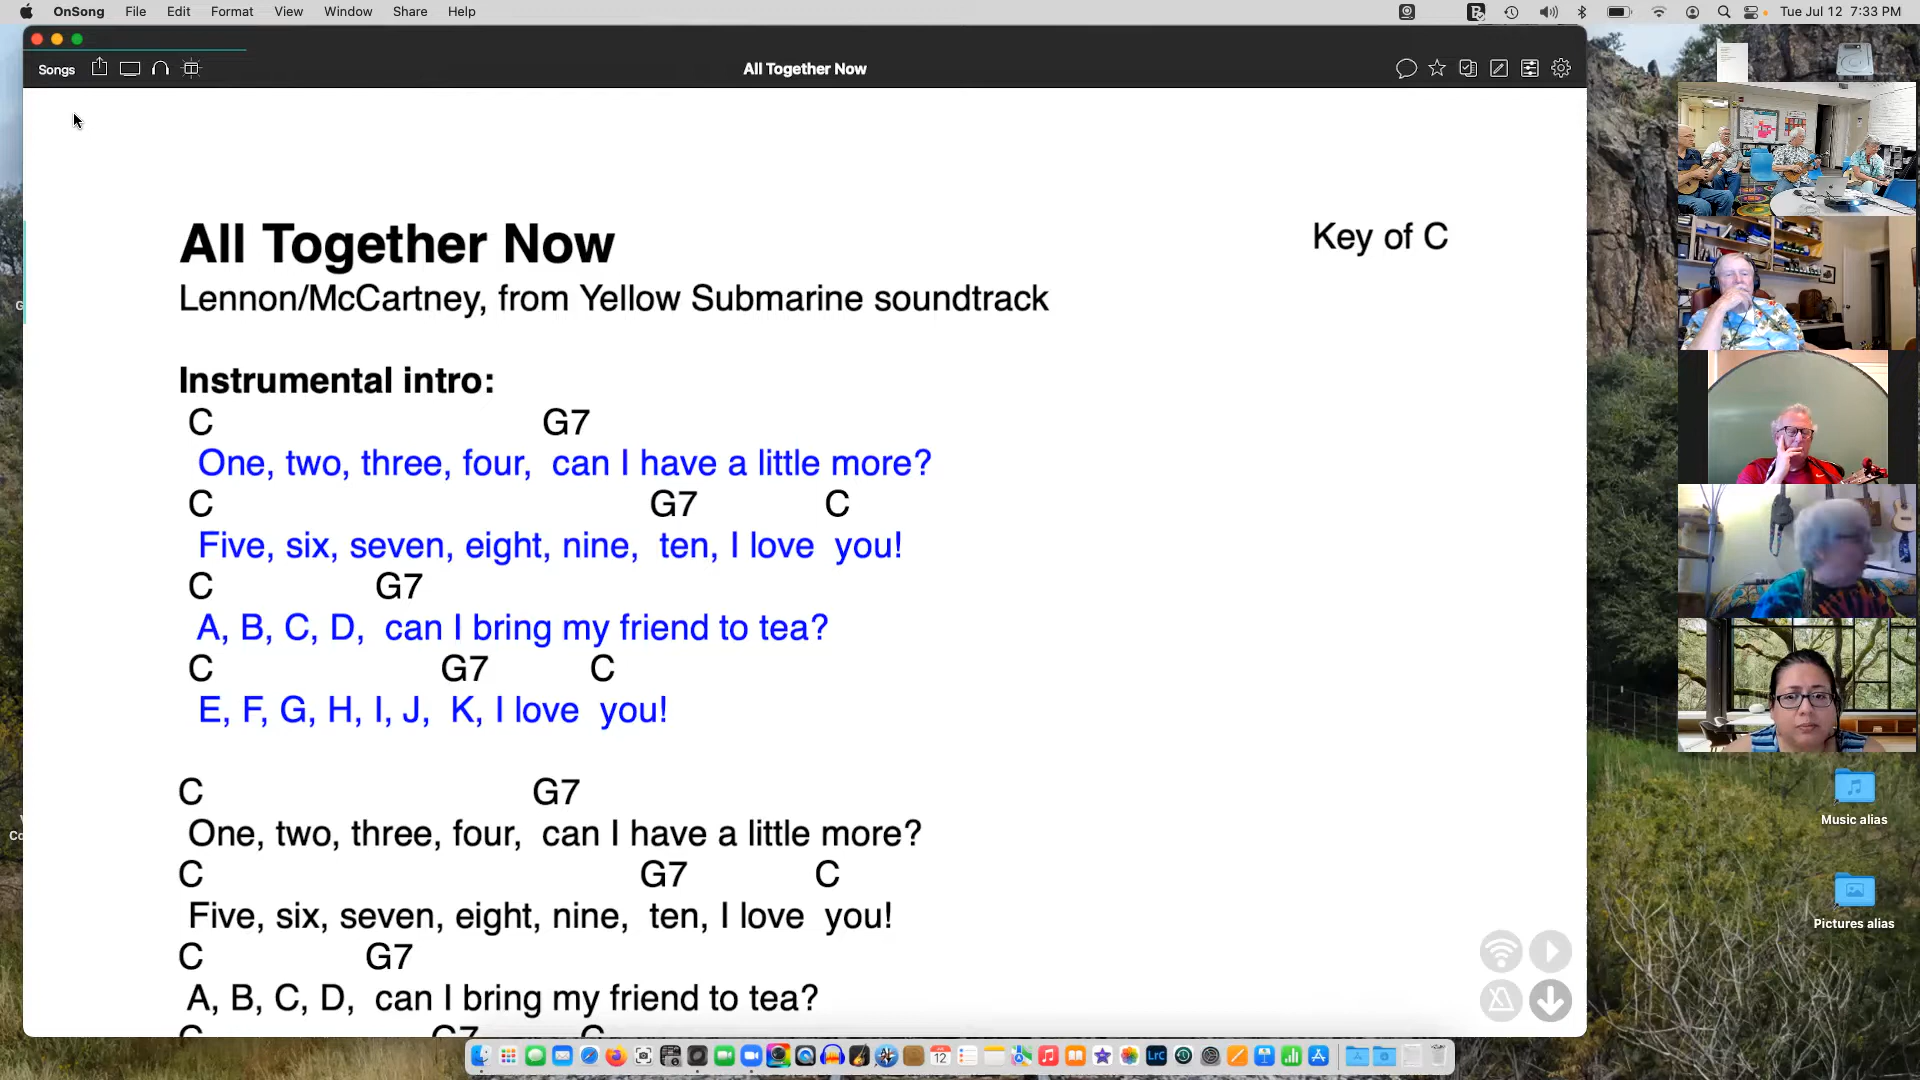 OnSong File Edit Format View Window Share Help
Tue Jul 12 7:33 PM
Songs
All Together Now
All Together Now
Key of C
Lennon/McCartney, from Yellow Submarine soundtrack
Instrumental intro:
C G7
One, two, three, four, can I have a little more?
C G7 C
Five, six, seven, eight, nine, ten, I love you!
C G7
A, B, C, D, can I bring my friend to tea?
C G7 C
E, F, G, H, I, J, K, I love you!
C G7
One, two, three, four, can I have a little more?
C G7 C
Five, six, seven, eight, nine, ten, I love you!
C G7
A, B, C, D, can I bring my friend to tea?
C G7 C
Music alias
Pictures alias
12
LrC